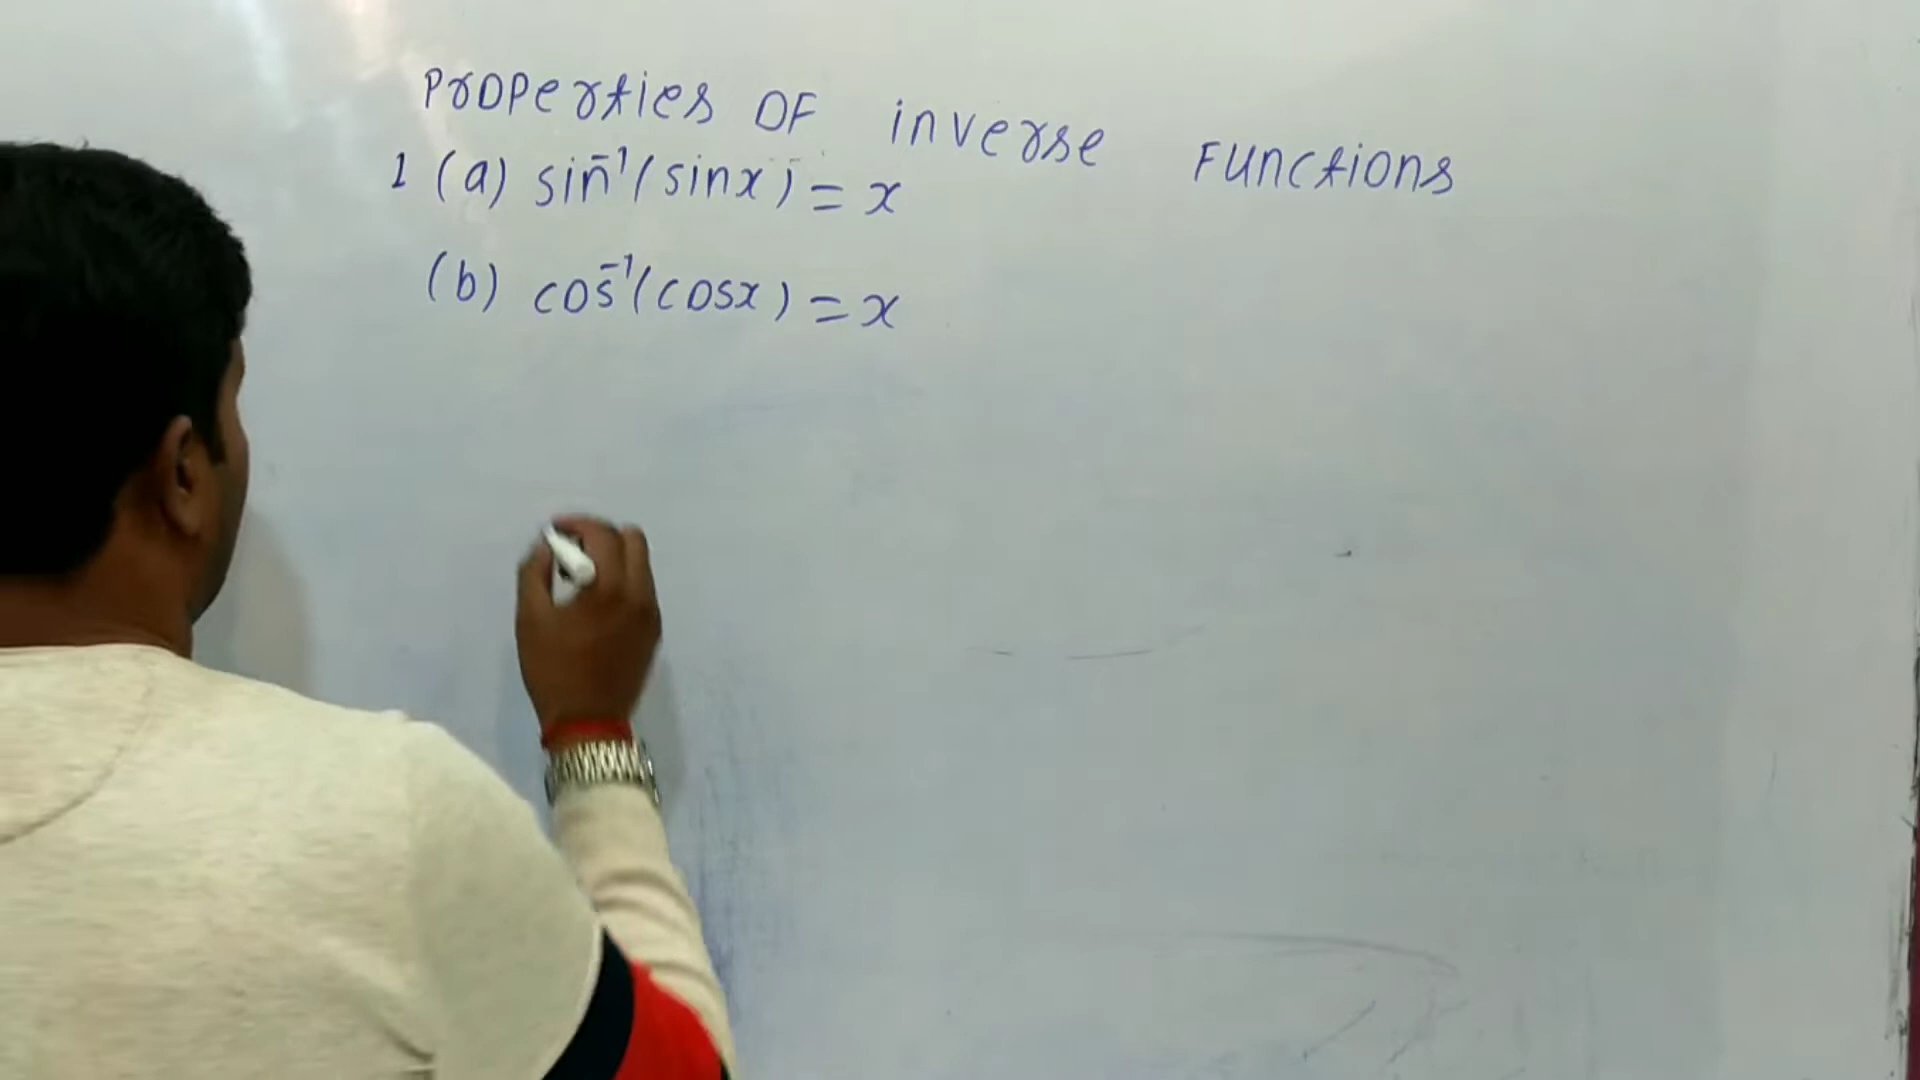 Properties OF inverse Functions
1 (a) sin⁻¹(sinx) = x
(b) cos⁻¹(cosx) = x